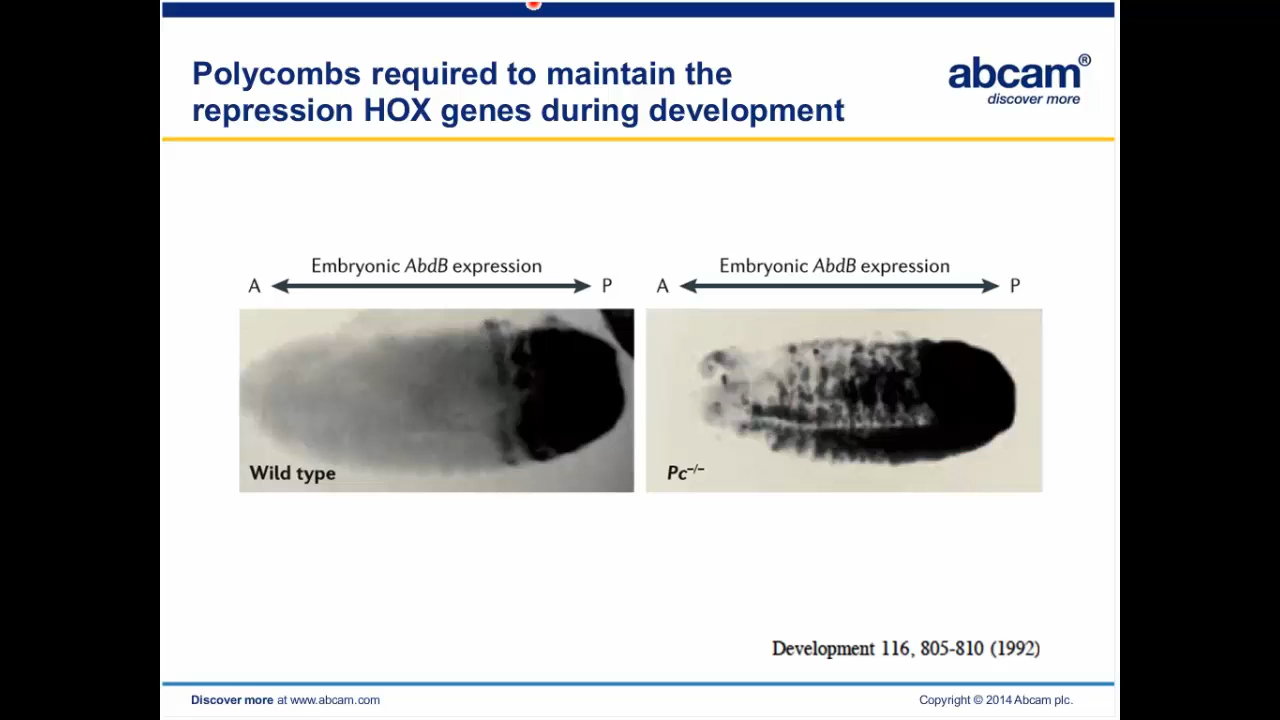 Polycombs required to maintain the
repression HOX genes during development
abcam®
discover more
Embryonic AbdB expression
A P
Wild type
Embryonic AbdB expression
A P
Pc−/−
Development 116, 805-810 (1992)
Discover more at www.abcam.com
Copyright © 2014 Abcam plc.